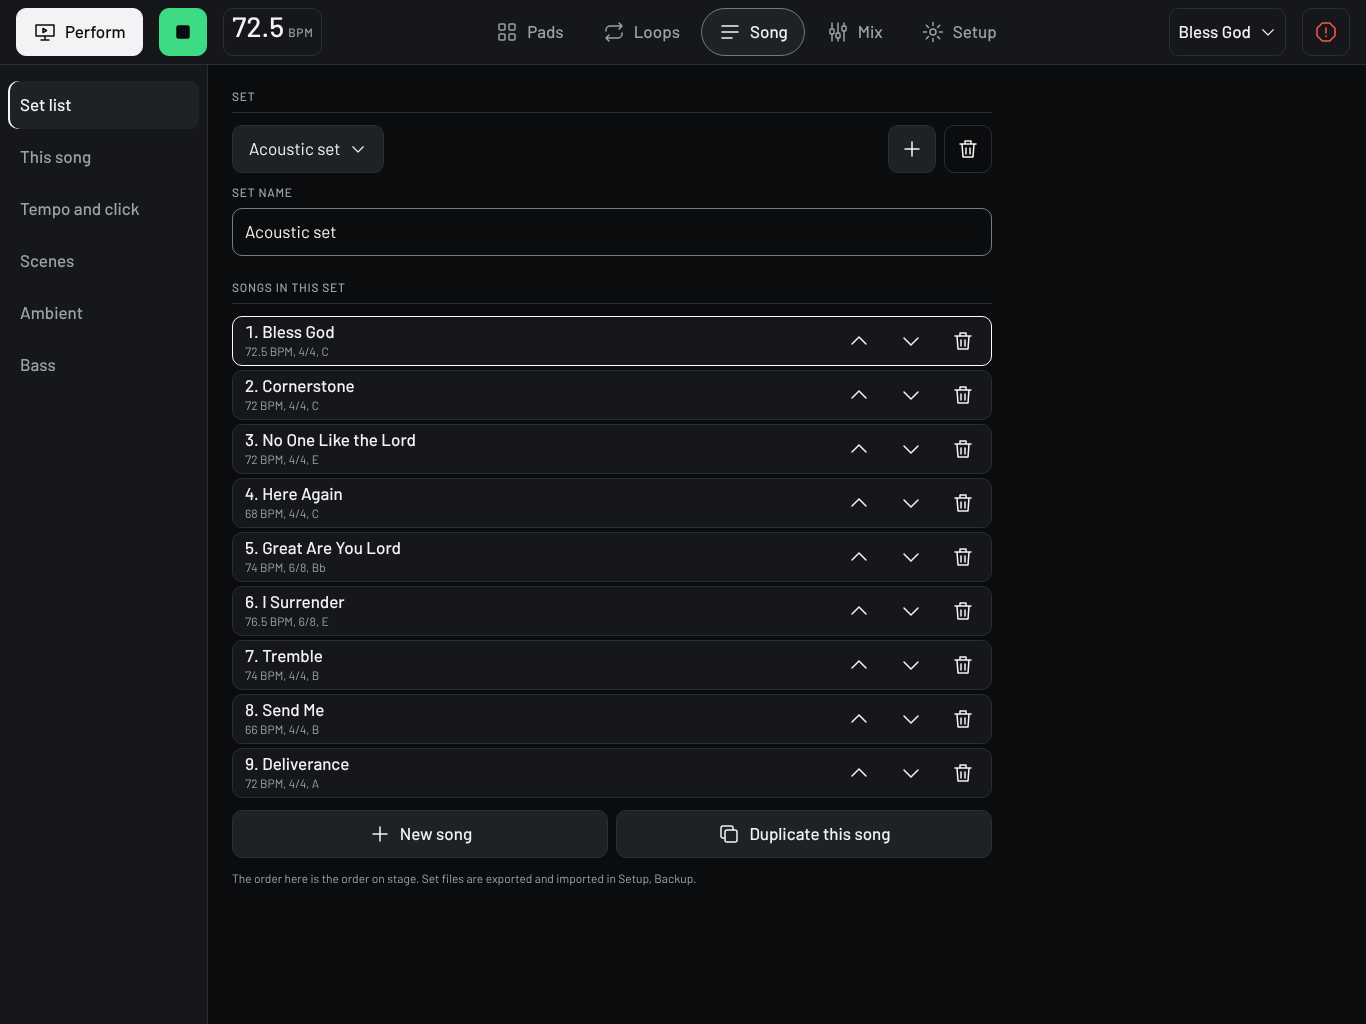 Perform
72.5 BPM
Pads
Loops
Song
Mix
Setup
Bless God
Set list
This song
Tempo and click
Scenes
Ambient
Bass
SET
Acoustic set
SET NAME
Acoustic set
SONGS IN THIS SET
1. Bless God
72.5 BPM, 4/4, C
2. Cornerstone
72 BPM, 4/4, C
3. No One Like the Lord
72 BPM, 4/4, E
4. Here Again
68 BPM, 4/4, C
5. Great Are You Lord
74 BPM, 6/8, Bb
6. I Surrender
76.5 BPM, 6/8, E
7. Tremble
74 BPM, 4/4, B
8. Send Me
66 BPM, 4/4, B
9. Deliverance
72 BPM, 4/4, A
New song
Duplicate this song
The order here is the order on stage. Set files are exported and imported in Setup, Backup.